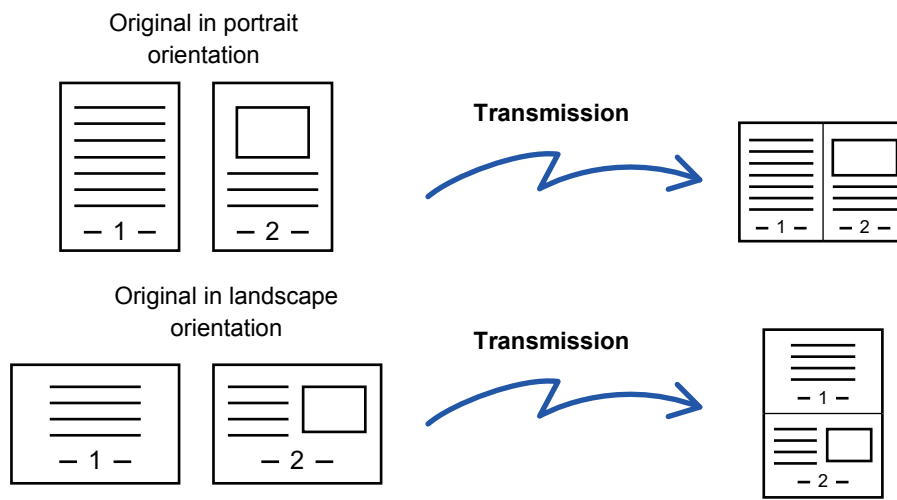 Original in portrait
orientation
Transmission
– 1 –
– 2 –
– 1 –
– 2 –
Original in landscape
orientation
Transmission
– 1 –
– 2 –
– 1 –
– 2 –